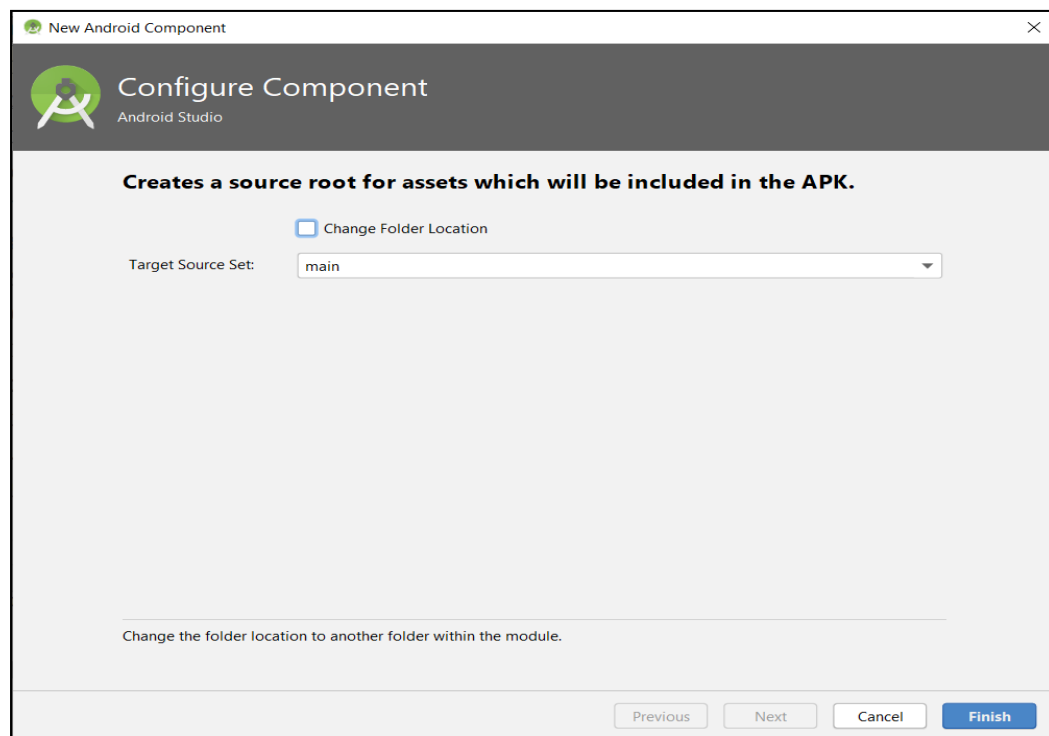 New Android Component
Configure Component
Android Studio
Creates a source root for assets which will be included in the APK.
Change Folder Location
Target Source Set:
main
Change the folder location to another folder within the module.
Previous
Next
Cancel
Finish